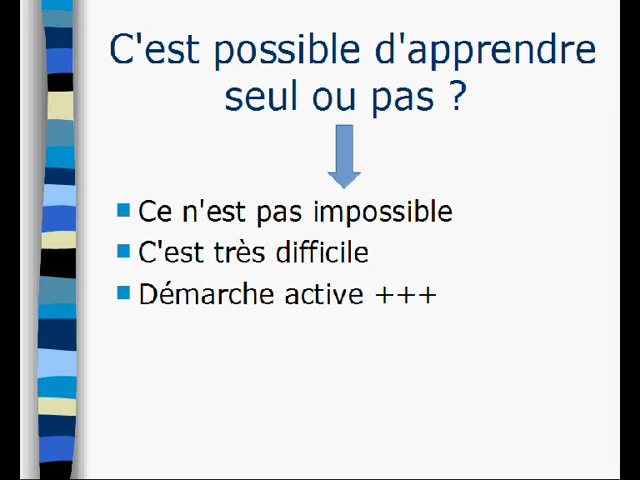 C'est possible d'apprendre
seul ou pas ?
Ce n'est pas impossible
C'est très difficile
Démarche active +++